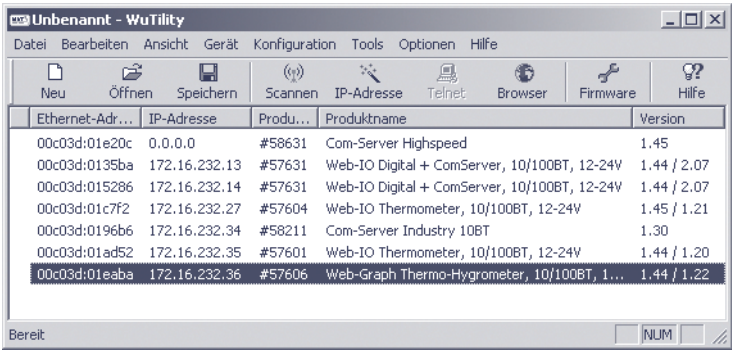 W&T Unbenannt - WuTility
Datei Bearbeiten Ansicht Gerät Konfiguration Tools Optionen Hilfe
Neu Öffnen Speichern Scannen IP-Adresse Telnet Browser Firmware Hilfe
Ethernet-Adr... IP-Adresse Produ... Produktname Version
00c03d:01e20c 0.0.0.0 #58631 Com-Server Highspeed 1.45
00c03d:0135ba 172.16.232.13 #57631 Web-IO Digital + ComServer, 10/100BT, 12-24V 1.44 / 2.07
00c03d:015286 172.16.232.14 #57631 Web-IO Digital + ComServer, 10/100BT, 12-24V 1.44 / 2.07
00c03d:01c7f2 172.16.232.27 #57604 Web-IO Thermometer, 10/100BT, 12-24V 1.45 / 1.21
00c03d:0196b6 172.16.232.34 #58211 Com-Server Industry 10BT 1.30
00c03d:01ad52 172.16.232.35 #57601 Web-IO Thermometer, 10/100BT, 12-24V 1.44 / 1.20
00c03d:01eaba 172.16.232.36 #57606 Web-Graph Thermo-Hygrometer, 10/100BT, 1... 1.44 / 1.22
Bereit NUM